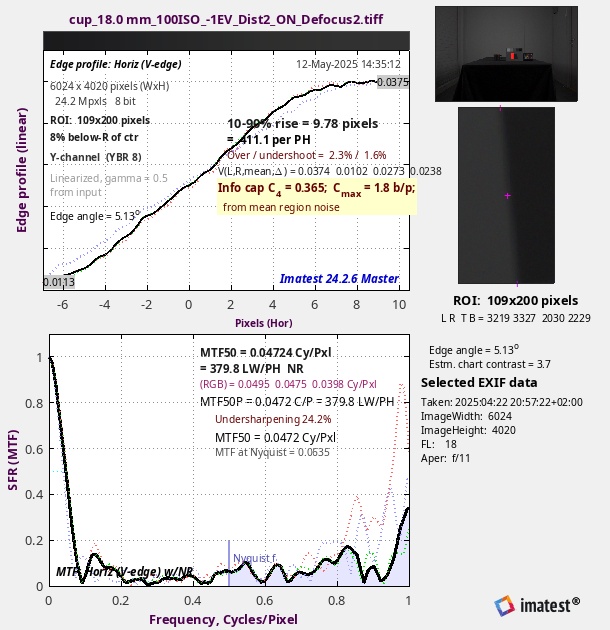 cup_18.0 mm_100ISO_-1EV_Dist2_ON_Defocus2.tiff
Edge profile: Horiz (V-edge)
12-May-2025 14:35:12
6024 x 4020 pixels (WxH)
24.2 Mpxls   8 bit
ROI:  109x200 pixels
8% below-R of ctr
Y-channel  (YBR 8)
Linearized, gamma = 0.5
from input
Edge angle = 5.13o
0.0375
10-90% rise = 9.78 pixels
= 411.1 per PH
Over / undershoot =  2.3% /  1.6%
V(L,R,mean,Δ) = 0.0374  0.0102  0.0273  0.0238
Info cap C4 = 0.365;  Cmax = 1.8 b/p;
from mean region noise
0.0113
Imatest 24.2.6 Master
Edge profile (linear)
-6 -4 -2 0 2 4 6 8 10
Pixels (Hor)
ROI:  109x200 pixels
L R  T B = 3219 3327  2030 2229
Edge angle = 5.13o
Estm. chart contrast = 3.7
Selected EXIF data
Taken: 2025:04:22 20:57:22+02:00
ImageWidth:  6024
ImageHeight:  4020
FL:   18
Aper:  f/11
MTF50 = 0.04724 Cy/Pxl
= 379.8 LW/PH  NR
(RGB) = 0.0495  0.0475  0.0398 Cy/Pxl
MTF50P = 0.0472 C/P = 379.8 LW/PH
Undersharpening 24.2%
MTF50 = 0.0472 Cy/Pxl
MTF at Nyquist = 0.0635
Nyquist f
MTF: Horiz (V-edge) w/NR
SFR (MTF)
1
0.8
0.6
0.4
0.2
0
0 0.2 0.4 0.6 0.8 1
Frequency, Cycles/Pixel
imatest®